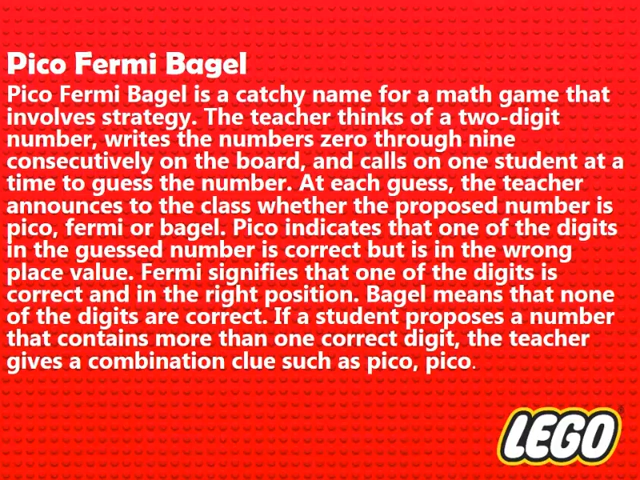 Pico Fermi Bagel
Pico Fermi Bagel is a catchy name for a math game that
involves strategy. The teacher thinks of a two-digit
number, writes the numbers zero through nine
consecutively on the board, and calls on one student at a
time to guess the number. At each guess, the teacher
announces to the class whether the proposed number is
pico, fermi or bagel. Pico indicates that one of the digits
in the guessed number is correct but is in the wrong
place value. Fermi signifies that one of the digits is
correct and in the right position. Bagel means that none
of the digits are correct. If a student proposes a number
that contains more than one correct digit, the teacher
gives a combination clue such as pico, pico.
LEGO®